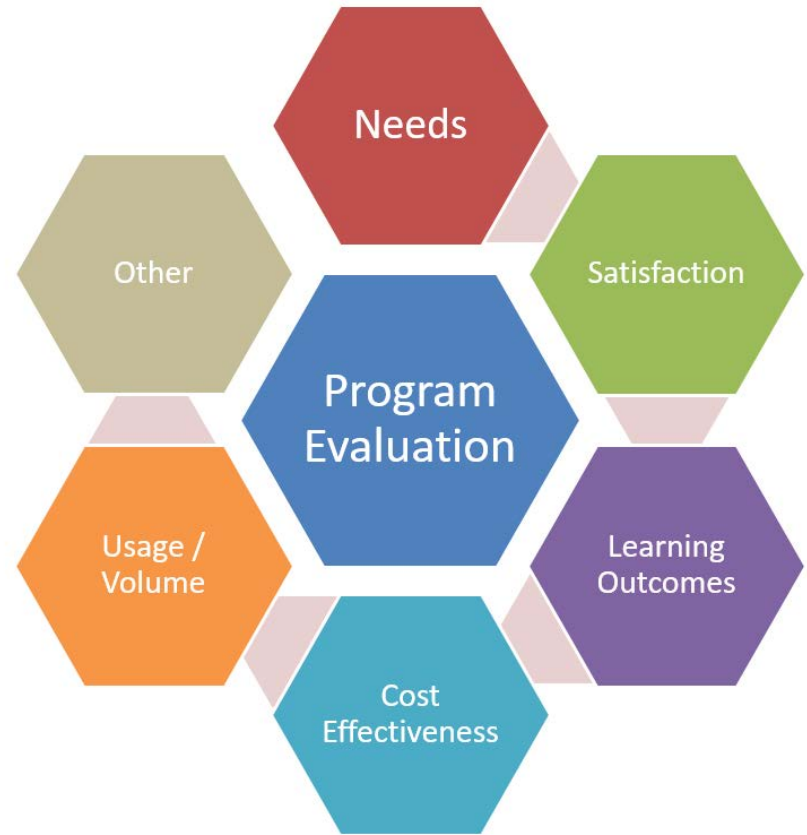 Needs
Satisfaction
Learning
Outcomes
Cost
Effectiveness
Usage /
Volume
Other
Program
Evaluation